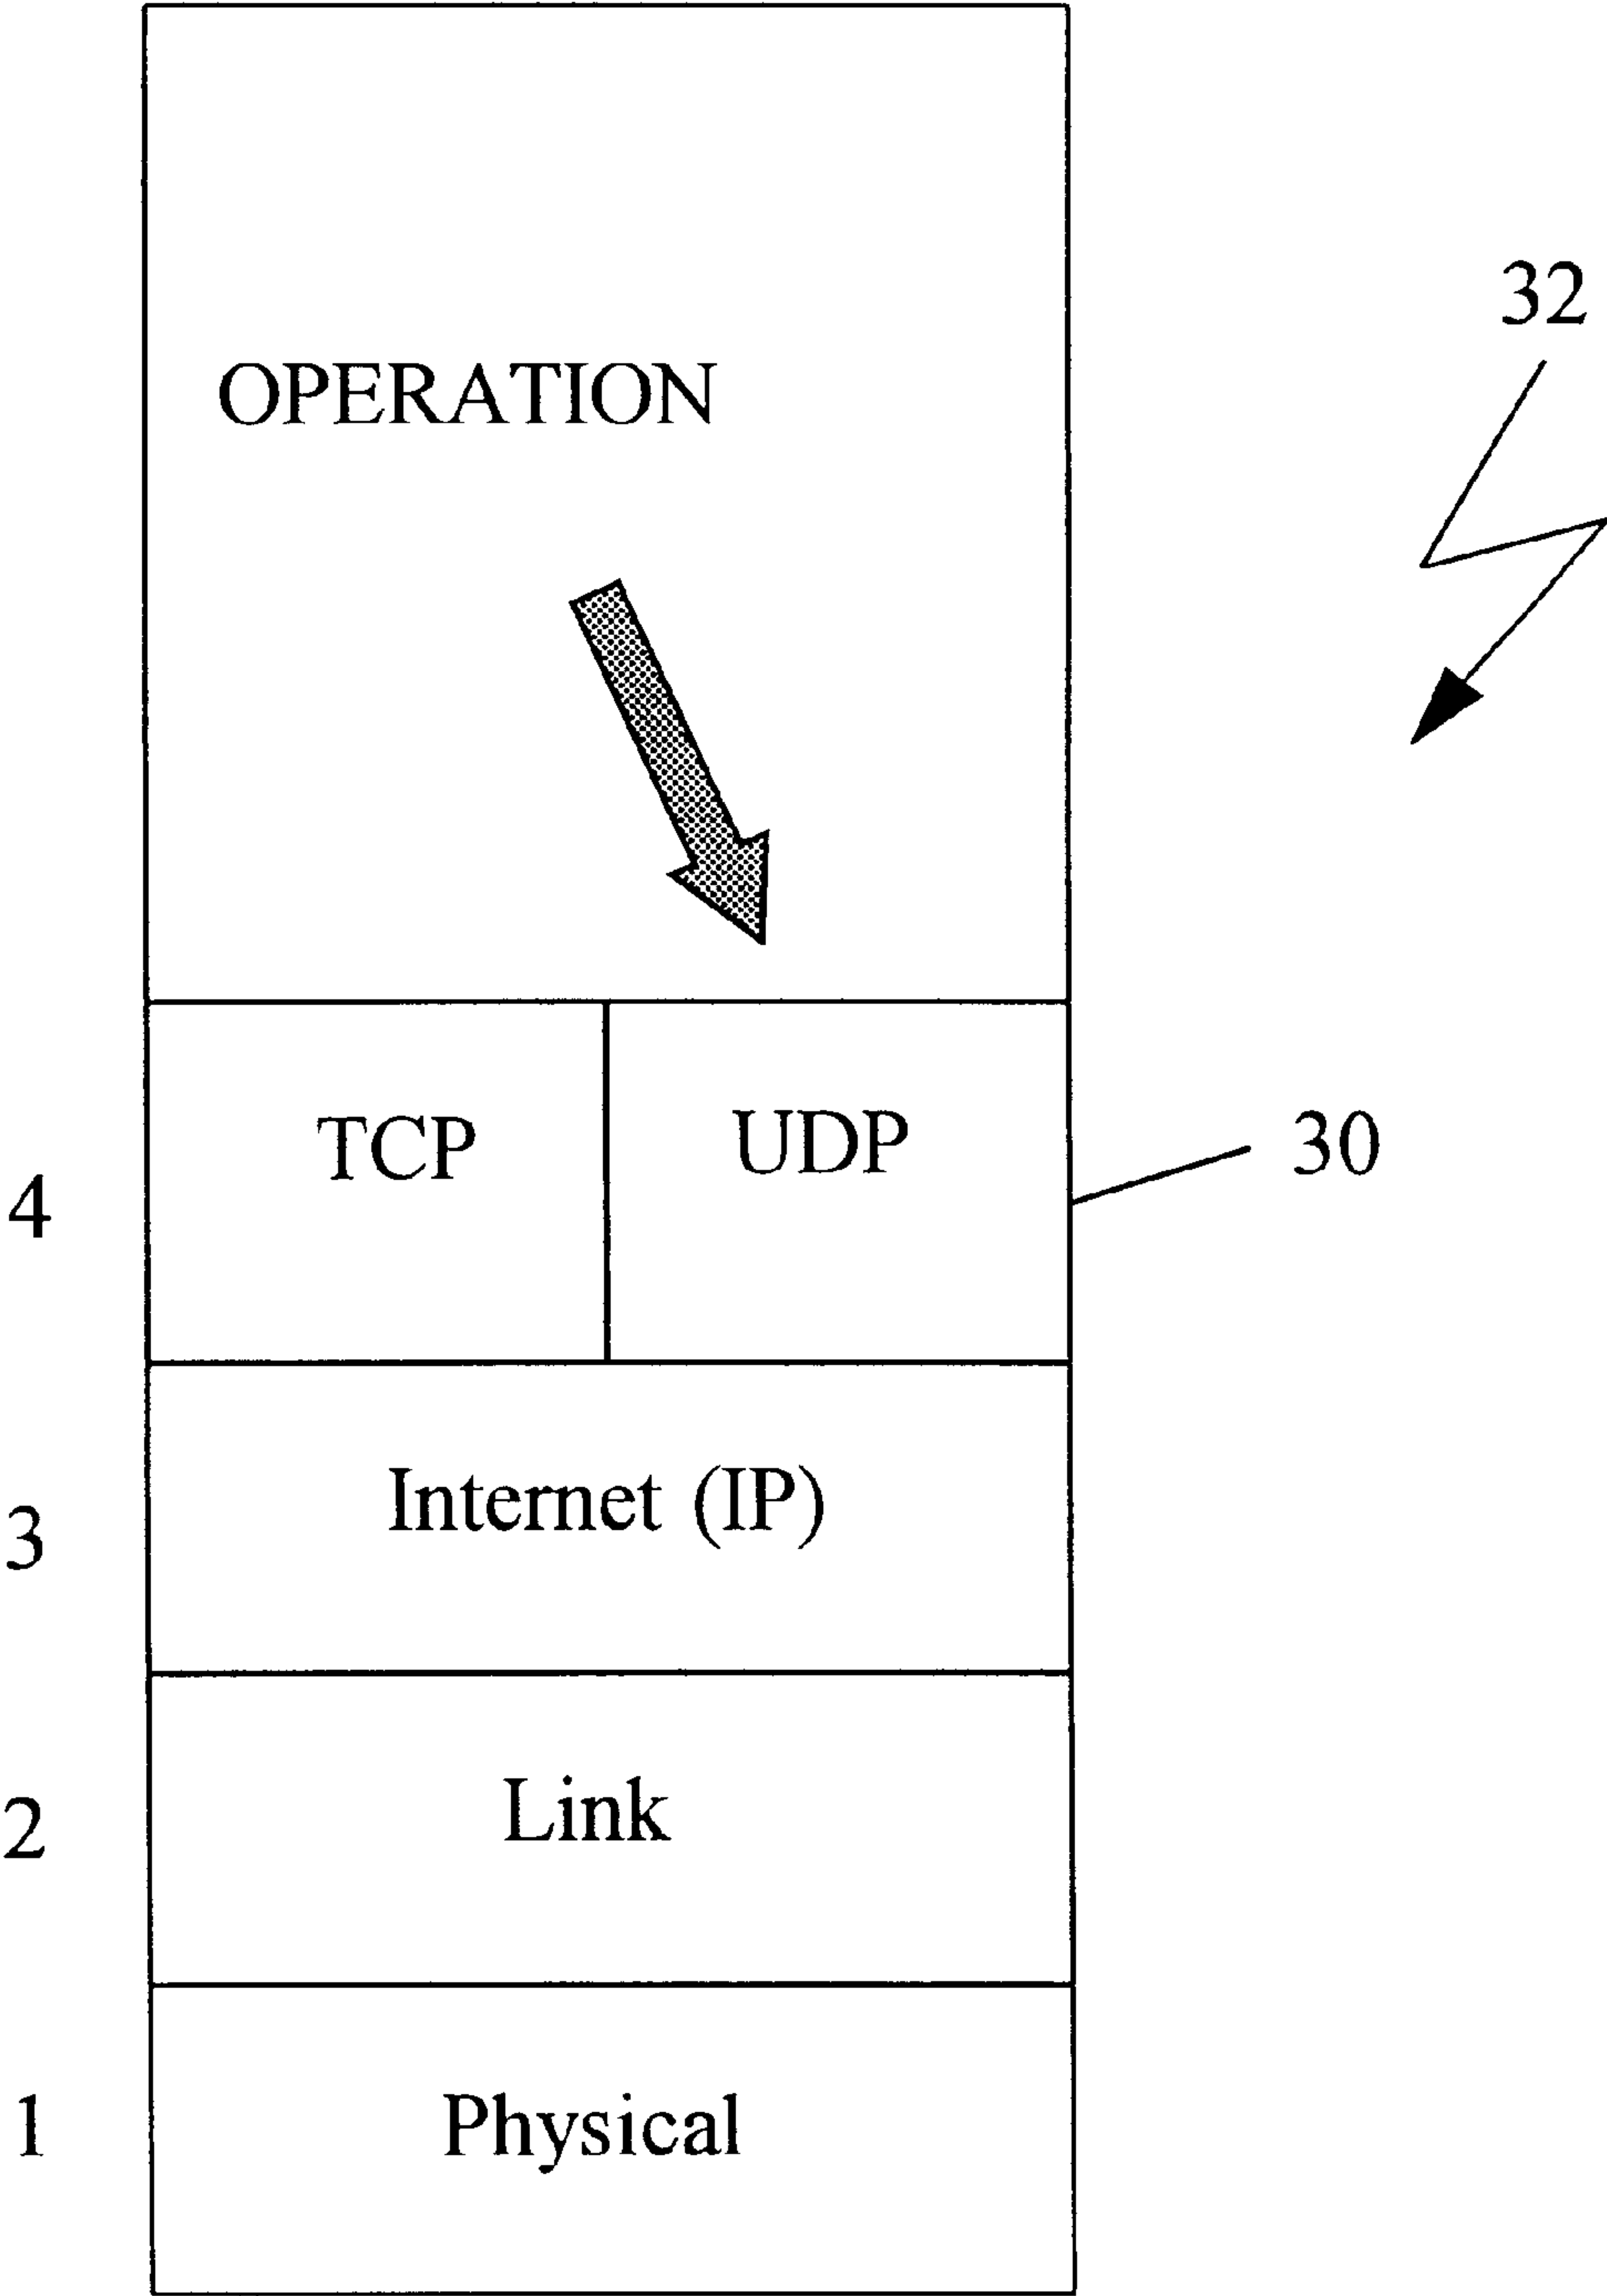 32
OPERATION
TCP
UDP
30
4
Internet (IP)
3
Link
2
Physical
1